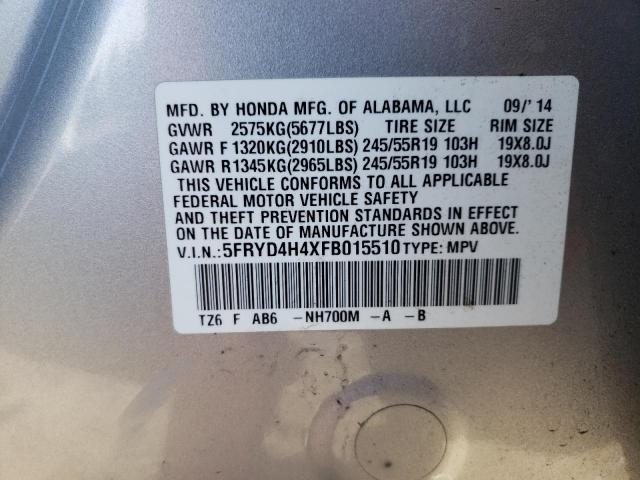 MFD. BY HONDA MFG. OF ALABAMA, LLC 09/'14
GVWR 2575KG(5677LBS) TIRE SIZE RIM SIZE
GAWR F 1320KG(2910LBS) 245/55R19 103H 19X8.0J
GAWR R1345KG(2965LBS) 245/55R19 103H 19X8.0J
THIS VEHICLE CONFORMS TO ALL APPLICABLE
FEDERAL MOTOR VEHICLE SAFETY
AND THEFT PREVENTION STANDARDS IN EFFECT
ON THE DATE OF MANUFACTURE SHOWN ABOVE.
V.I.N.:5FRYD4H4XFB015510 TYPE: MPV
TZ6 F AB6 -NH700M -A -B